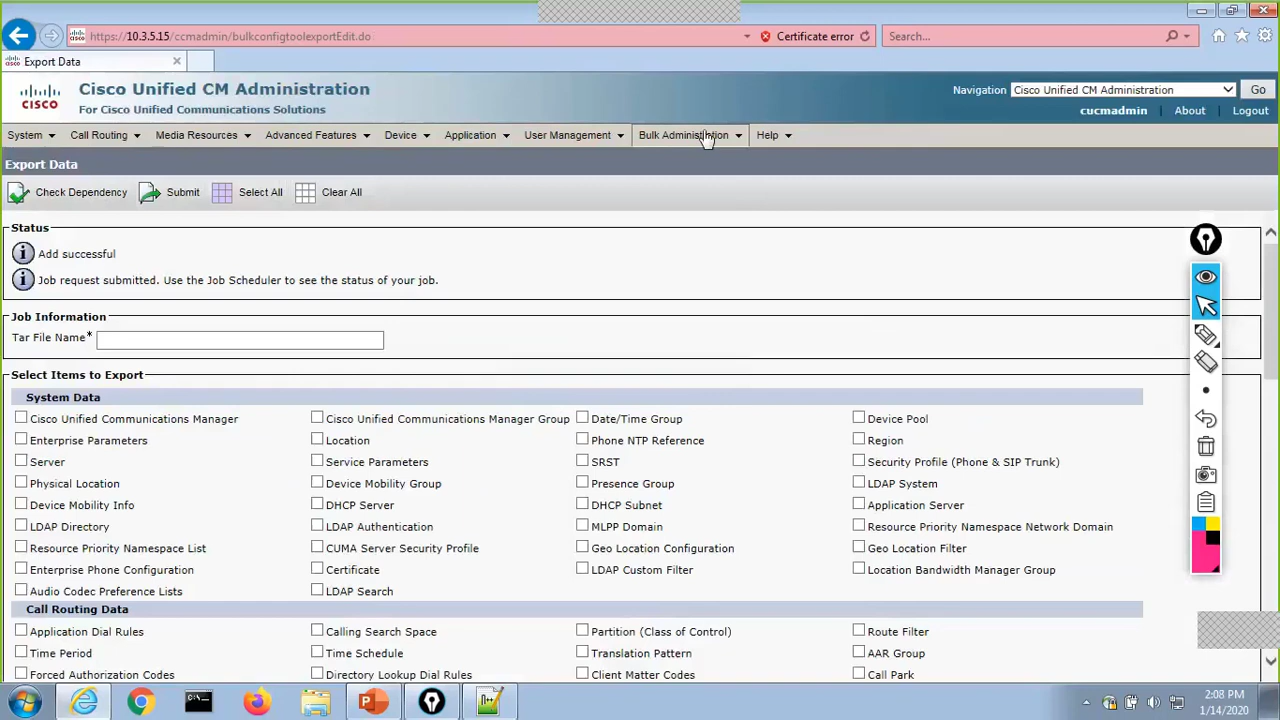 https://10.3.5.15/ccmadmin/bulkconfigtoolexportEdit.do
Certificate error
Search...
Export Data
CISCO
Cisco Unified CM Administration
For Cisco Unified Communications Solutions
Navigation Cisco Unified CM Administration Go
cucmadmin About Logout
System Call Routing Media Resources Advanced Features Device Application User Management Bulk Administration Help
Export Data
Check Dependency Submit Select All Clear All
Status
Add successful
Job request submitted. Use the Job Scheduler to see the status of your job.
Job Information
Tar File Name*
Select Items to Export
System Data
Cisco Unified Communications Manager Cisco Unified Communications Manager Group Date/Time Group Device Pool
Enterprise Parameters Location Phone NTP Reference Region
Server Service Parameters SRST Security Profile (Phone & SIP Trunk)
Physical Location Device Mobility Group Presence Group LDAP System
Device Mobility Info DHCP Server DHCP Subnet Application Server
LDAP Directory LDAP Authentication MLPP Domain Resource Priority Namespace Network Domain
Resource Priority Namespace List CUMA Server Security Profile Geo Location Configuration Geo Location Filter
Enterprise Phone Configuration Certificate LDAP Custom Filter Location Bandwidth Manager Group
Audio Codec Preference Lists LDAP Search
Call Routing Data
Application Dial Rules Calling Search Space Partition (Class of Control) Route Filter
Time Period Time Schedule Translation Pattern AAR Group
Forced Authorization Codes Directory Lookup Dial Rules Client Matter Codes Call Park
2:08 PM
1/14/2020